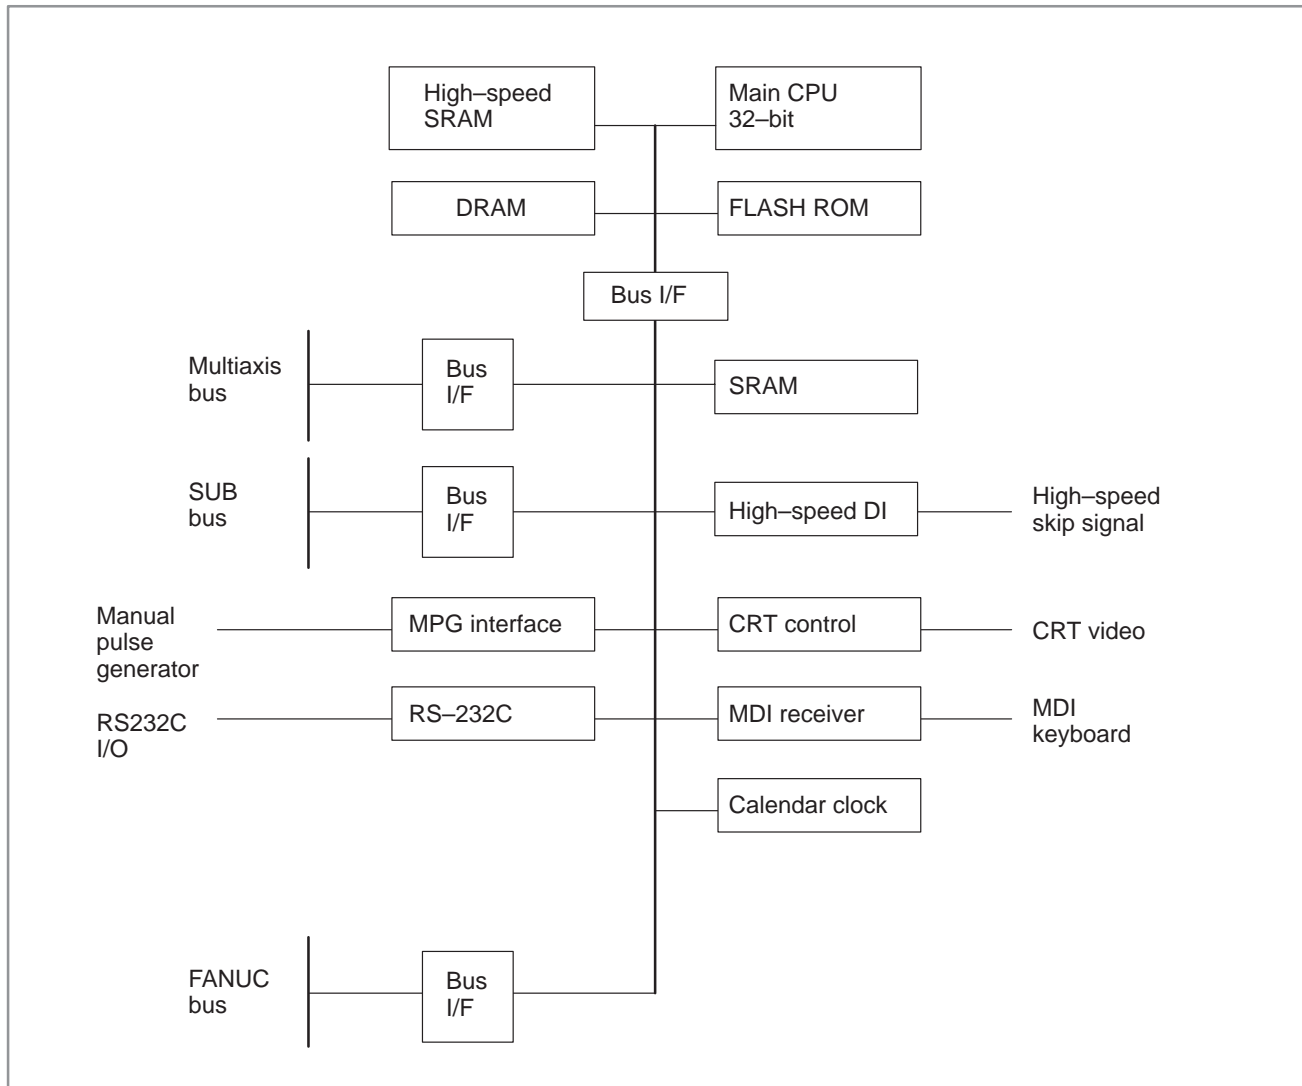 High–speed
SRAM
Main CPU
32–bit
DRAM
FLASH ROM
Bus I/F
Multiaxis
bus
Bus
I/F
SRAM
SUB
bus
Bus
I/F
High–speed DI
High–speed
skip signal
Manual
pulse
generator
MPG interface
CRT control
CRT video
RS232C
I/O
RS–232C
MDI receiver
MDI
keyboard
Calendar clock
FANUC
bus
Bus
I/F